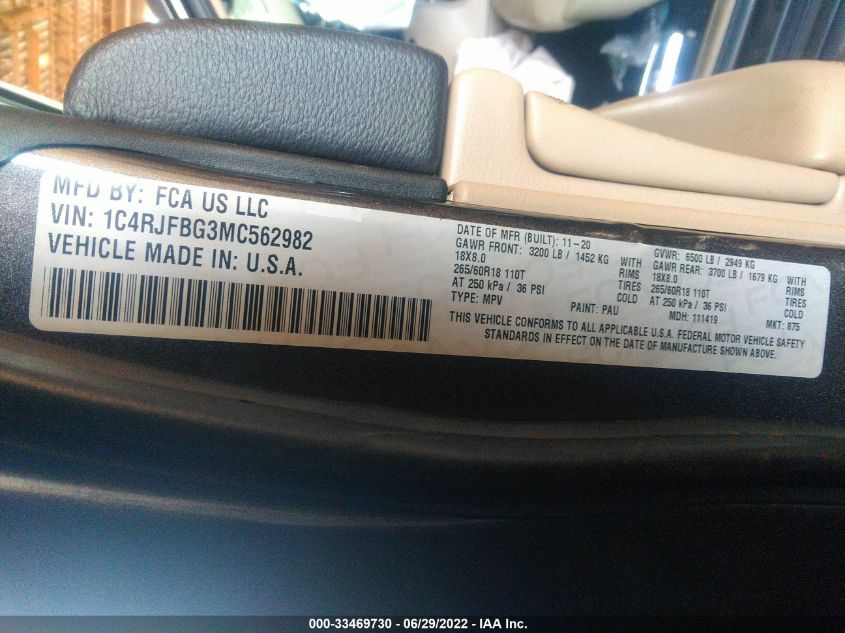 MFD BY: FCA US LLC
VIN: 1C4RJFBG3MC562982
VEHICLE MADE IN: U.S.A.
DATE OF MFR (BUILT): 11-20 GVWR: 6500 LB / 2949 KG
GAWR FRONT: 3200 LB / 1452 KG WITH GAWR REAR: 3700 LB / 1679 KG WITH
18X8.0 RIMS 18X8.0 RIMS
265/60R18 110T TIRES 265/60R18 110T TIRES
AT 250 kPa / 36 PSI COLD AT 250 kPa / 36 PSI COLD
TYPE: MPV PAINT: PAU MDH: 111419 MKT: 875
THIS VEHICLE CONFORMS TO ALL APPLICABLE U.S.A. FEDERAL MOTOR VEHICLE SAFETY
STANDARDS IN EFFECT ON THE DATE OF MANUFACTURE SHOWN ABOVE.
000-33469730 - 06/29/2022 - IAA Inc.